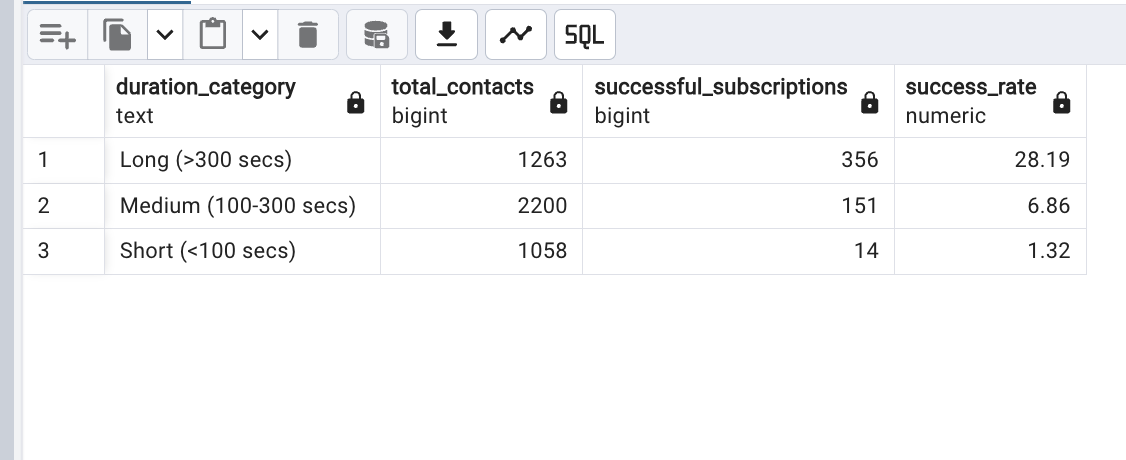 SQL
duration_category total_contacts successful_subscriptions success_rate
text bigint bigint numeric
1 Long (>300 secs) 1263 356 28.19
2 Medium (100-300 secs) 2200 151 6.86
3 Short (<100 secs) 1058 14 1.32